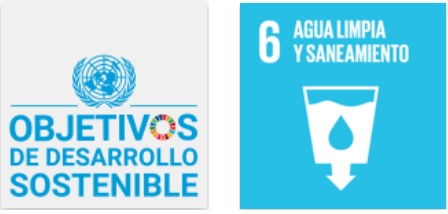 OBJETIVOS
DE DESARROLLO
SOSTENIBLE
6 AGUA LIMPIA
Y SANEAMIENTO